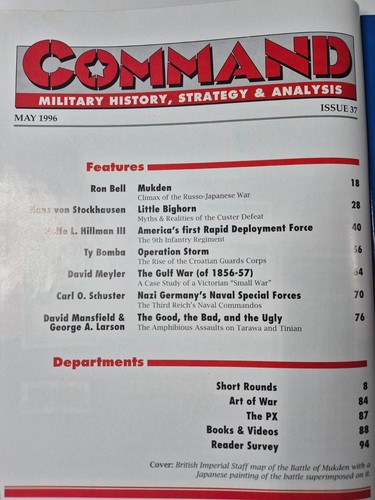 COMMAND
MILITARY HISTORY, STRATEGY & ANALYSIS
MAY 1996 ISSUE 37
Features
Ron Bell Mukden 18
Climax of the Russo-Japanese War
von Stockhausen Little Bighorn 28
Myths & Realities of the Custer Defeat
L. Hillman III America's first Rapid Deployment Force 40
The 9th Infantry Regiment
Ty Bomba Operation Storm 56
The Rise of the Croatian Guards Corps
David Meyler The Gulf War (of 1856-57) 64
A Case Study of a Victorian "Small War"
Carl O. Schuster Nazi Germany's Naval Special Forces 70
The Third Reich's Naval Commandos
David Mansfield & The Good, the Bad, and the Ugly 76
George A. Larson The Amphibious Assaults on Tarawa and Tinian
Departments
Short Rounds 8
Art of War 84
The PX 87
Books & Videos 88
Reader Survey 94
Cover: British Imperial Staff map of the Battle of Mukden with a
Japanese painting of the battle superimposed on it.